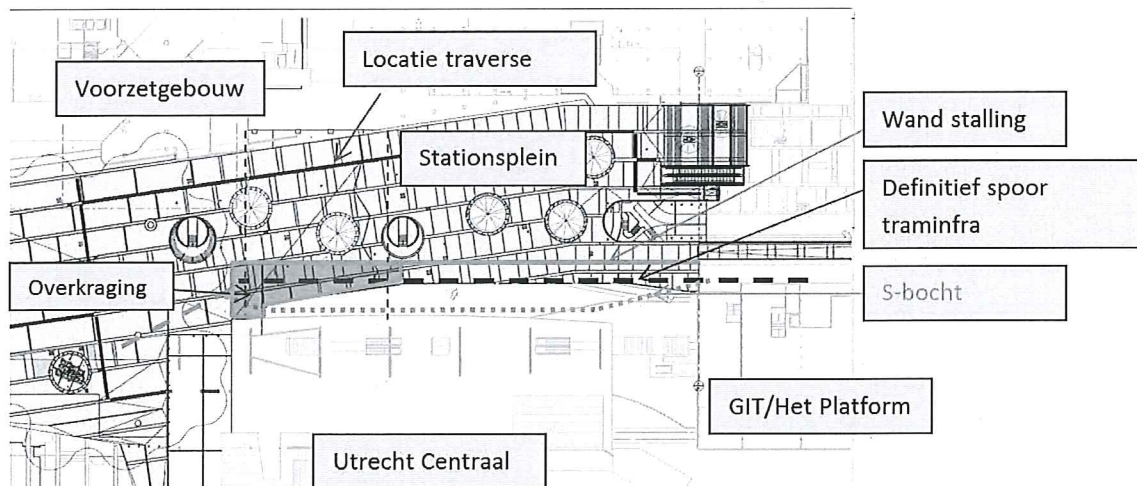 Locatie traverse
Voorzetgebouw
Stationsplein
Wand stalling
Definitief spoor
traminfra
Overkraging
S-bocht
GIT/Het Platform
Utrecht Centraal